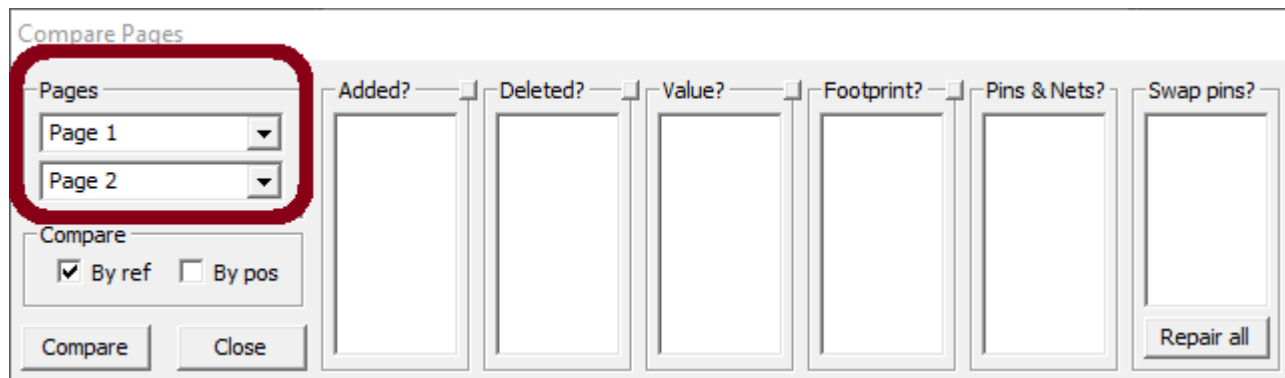 Compare Pages
Pages
Page 1
Page 2
Compare
By ref
By pos
Compare
Close
Added?
Deleted?
Value?
Footprint?
Pins & Nets?
Swap pins?
Repair all